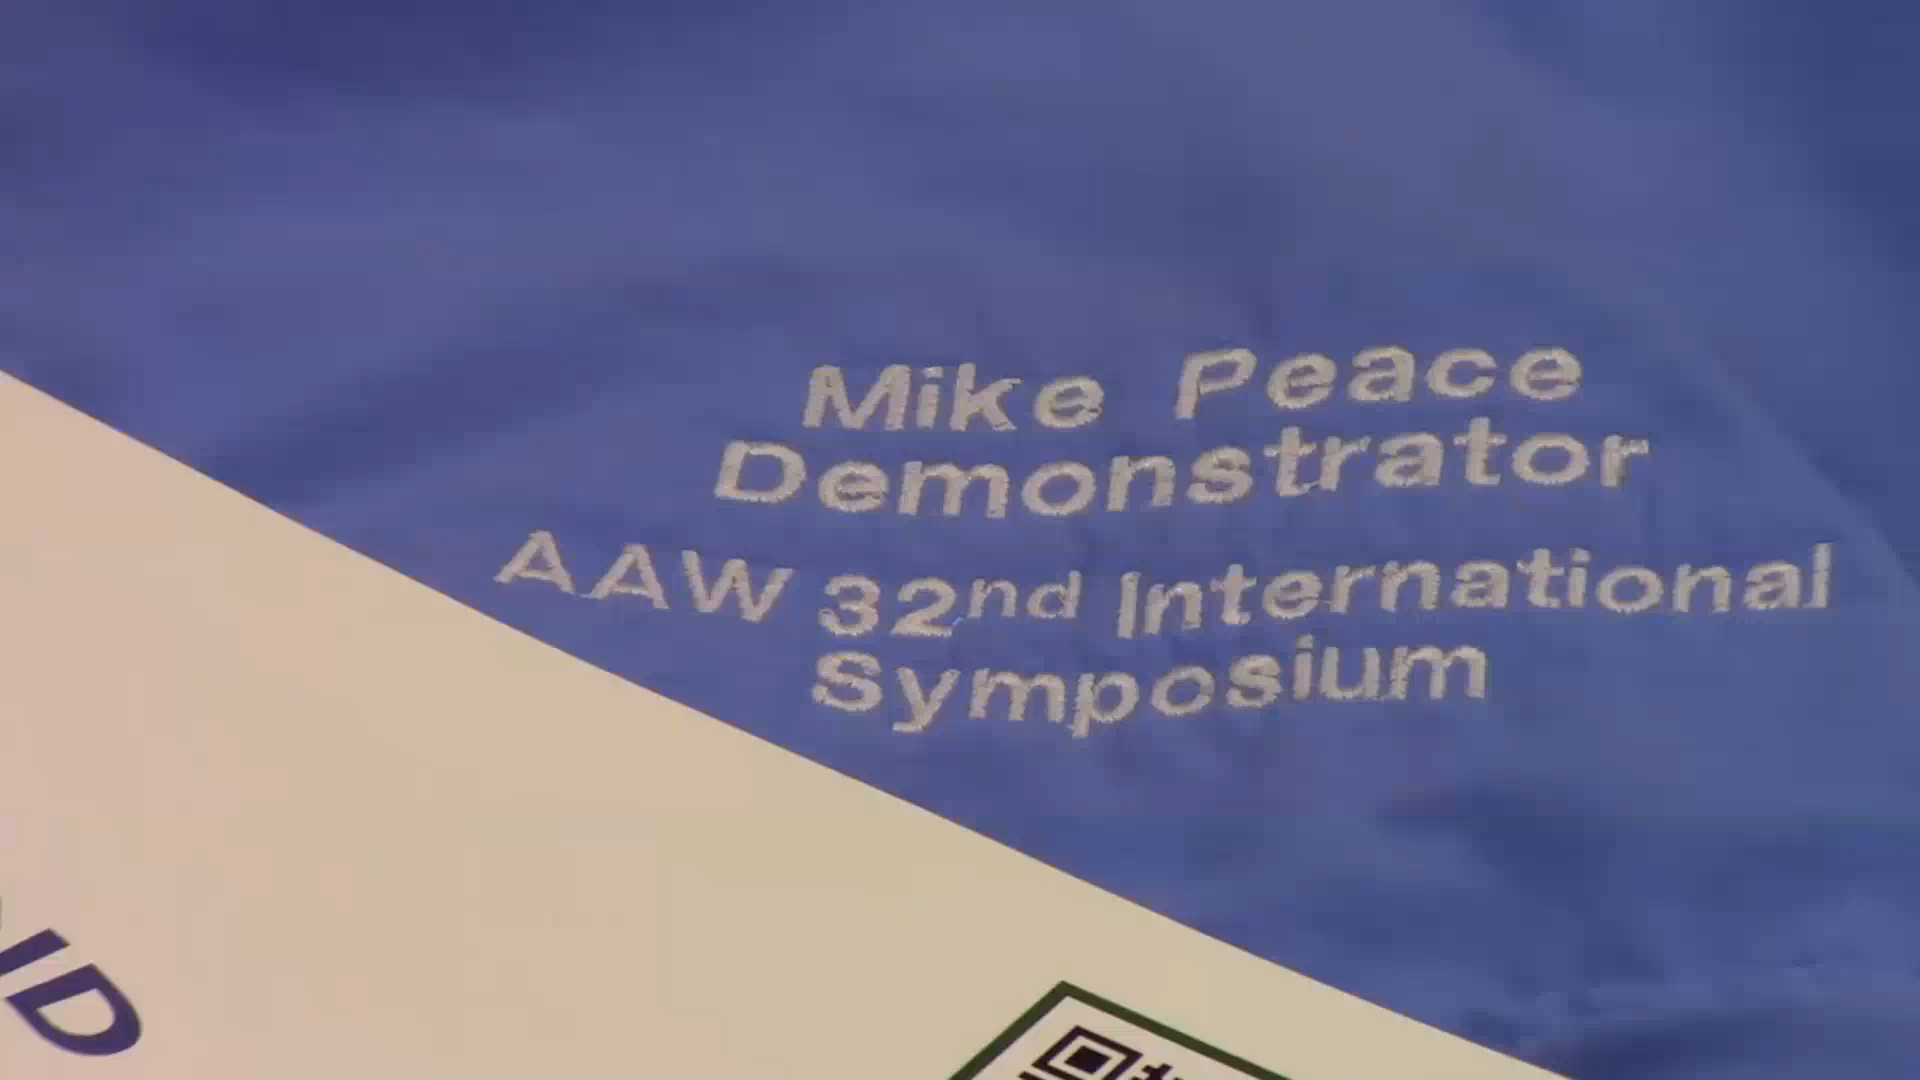 Mike Peace
Demonstrator
AAW 32nd International
Symposium